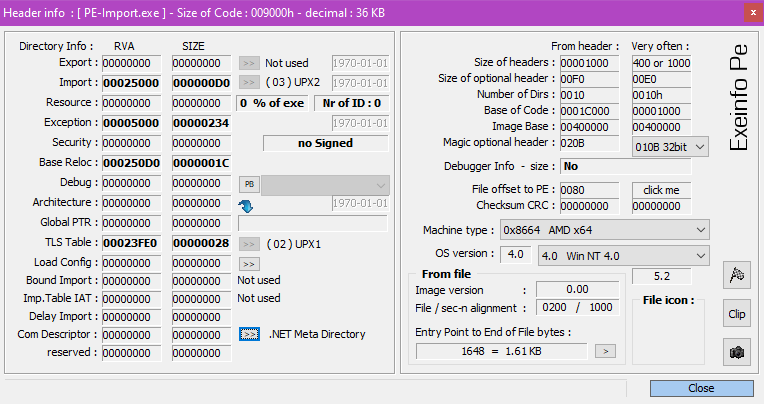 Header info : [ PE-Import.exe ] - Size of Code : 009000h - decimal : 36 KB
Directory Info : RVA SIZE
Export : 00000000 00000000 >> Not used 1970-01-01
Import : 00025000 000000D0 >> ( 03 ) UPX2 1970-01-01
Resource : 00000000 00000000 0 % of exe Nr of ID : 0
Exception : 00005000 00000234 1970-01-01
Security : 00000000 00000000 no Signed
Base Reloc : 000250D0 0000001C
Debug : 00000000 00000000 PB
Architecture : 00000000 00000000 1970-01-01
Global PTR : 00000000 00000000
TLS Table : 00023FE0 00000028 >> ( 02 ) UPX1
Load Config : 00000000 00000000 >>
Bound Import : 00000000 00000000 Not used
Imp.Table IAT : 00000000 00000000 Not used
Delay Import : 00000000 00000000
Com Descriptor : 00000000 00000000 >> .NET Meta Directory
reserved : 00000000 00000000
From header : Very often :
Size of headers : 00001000 400 or 1000
Size of optional header : 00F0 00E0
Number of Dirs : 0010 0010h
Base of Code : 0001C000 00001000
Image Base : 00400000 00400000
Magic optional header : 020B 010B 32bit
Debugger Info - size : No
File offset to PE : 0080 click me
Checksum CRC : 00000000 00000000
Machine type : 0x8664 AMD x64
OS version : 4.0 4.0 Win NT 4.0
From file 5.2
Image version : 0.00
File / sec-n alignment : 0200 / 1000
Entry Point to End of File bytes :
1648 = 1.61 KB >
File icon :
Exeinfo Pe
Clip
Close